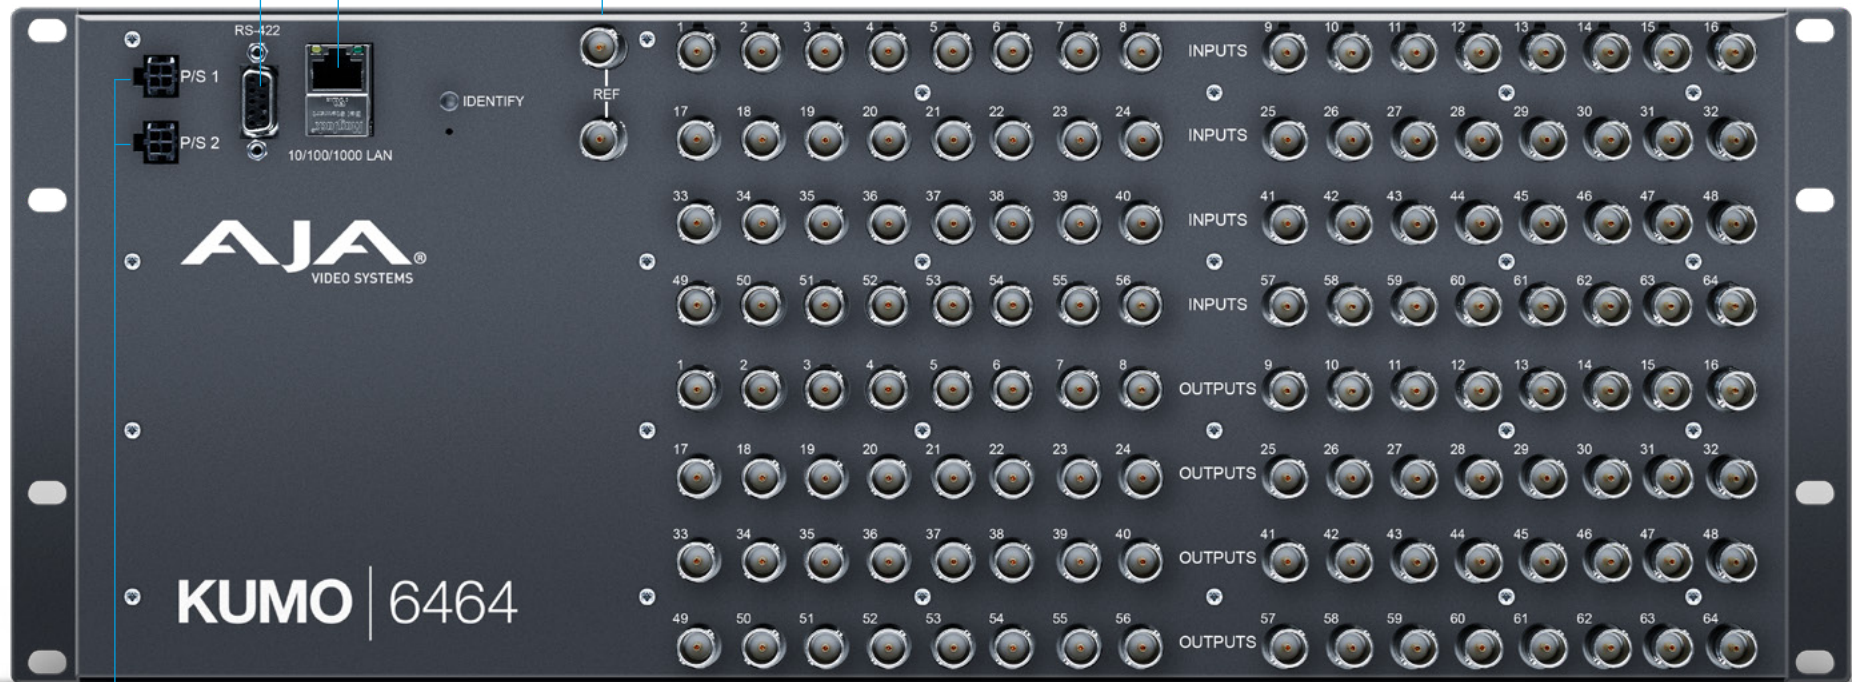 RS-422
P/S 1
P/S 2
10/100/1000 LAN
IDENTIFY
REF
AJA®
VIDEO SYSTEMS
KUMO | 6464
1 2 3 4 5 6 7 8 INPUTS 9 10 11 12 13 14 15 16
17 18 19 20 21 22 23 24 INPUTS 25 26 27 28 29 30 31 32
33 34 35 36 37 38 39 40 INPUTS 41 42 43 44 45 46 47 48
49 50 51 52 53 54 55 56 INPUTS 57 58 59 60 61 62 63 64
1 2 3 4 5 6 7 8 OUTPUTS 9 10 11 12 13 14 15 16
17 18 19 20 21 22 23 24 OUTPUTS 25 26 27 28 29 30 31 32
33 34 35 36 37 38 39 40 OUTPUTS 41 42 43 44 45 46 47 48
49 50 51 52 53 54 55 56 OUTPUTS 57 58 59 60 61 62 63 64